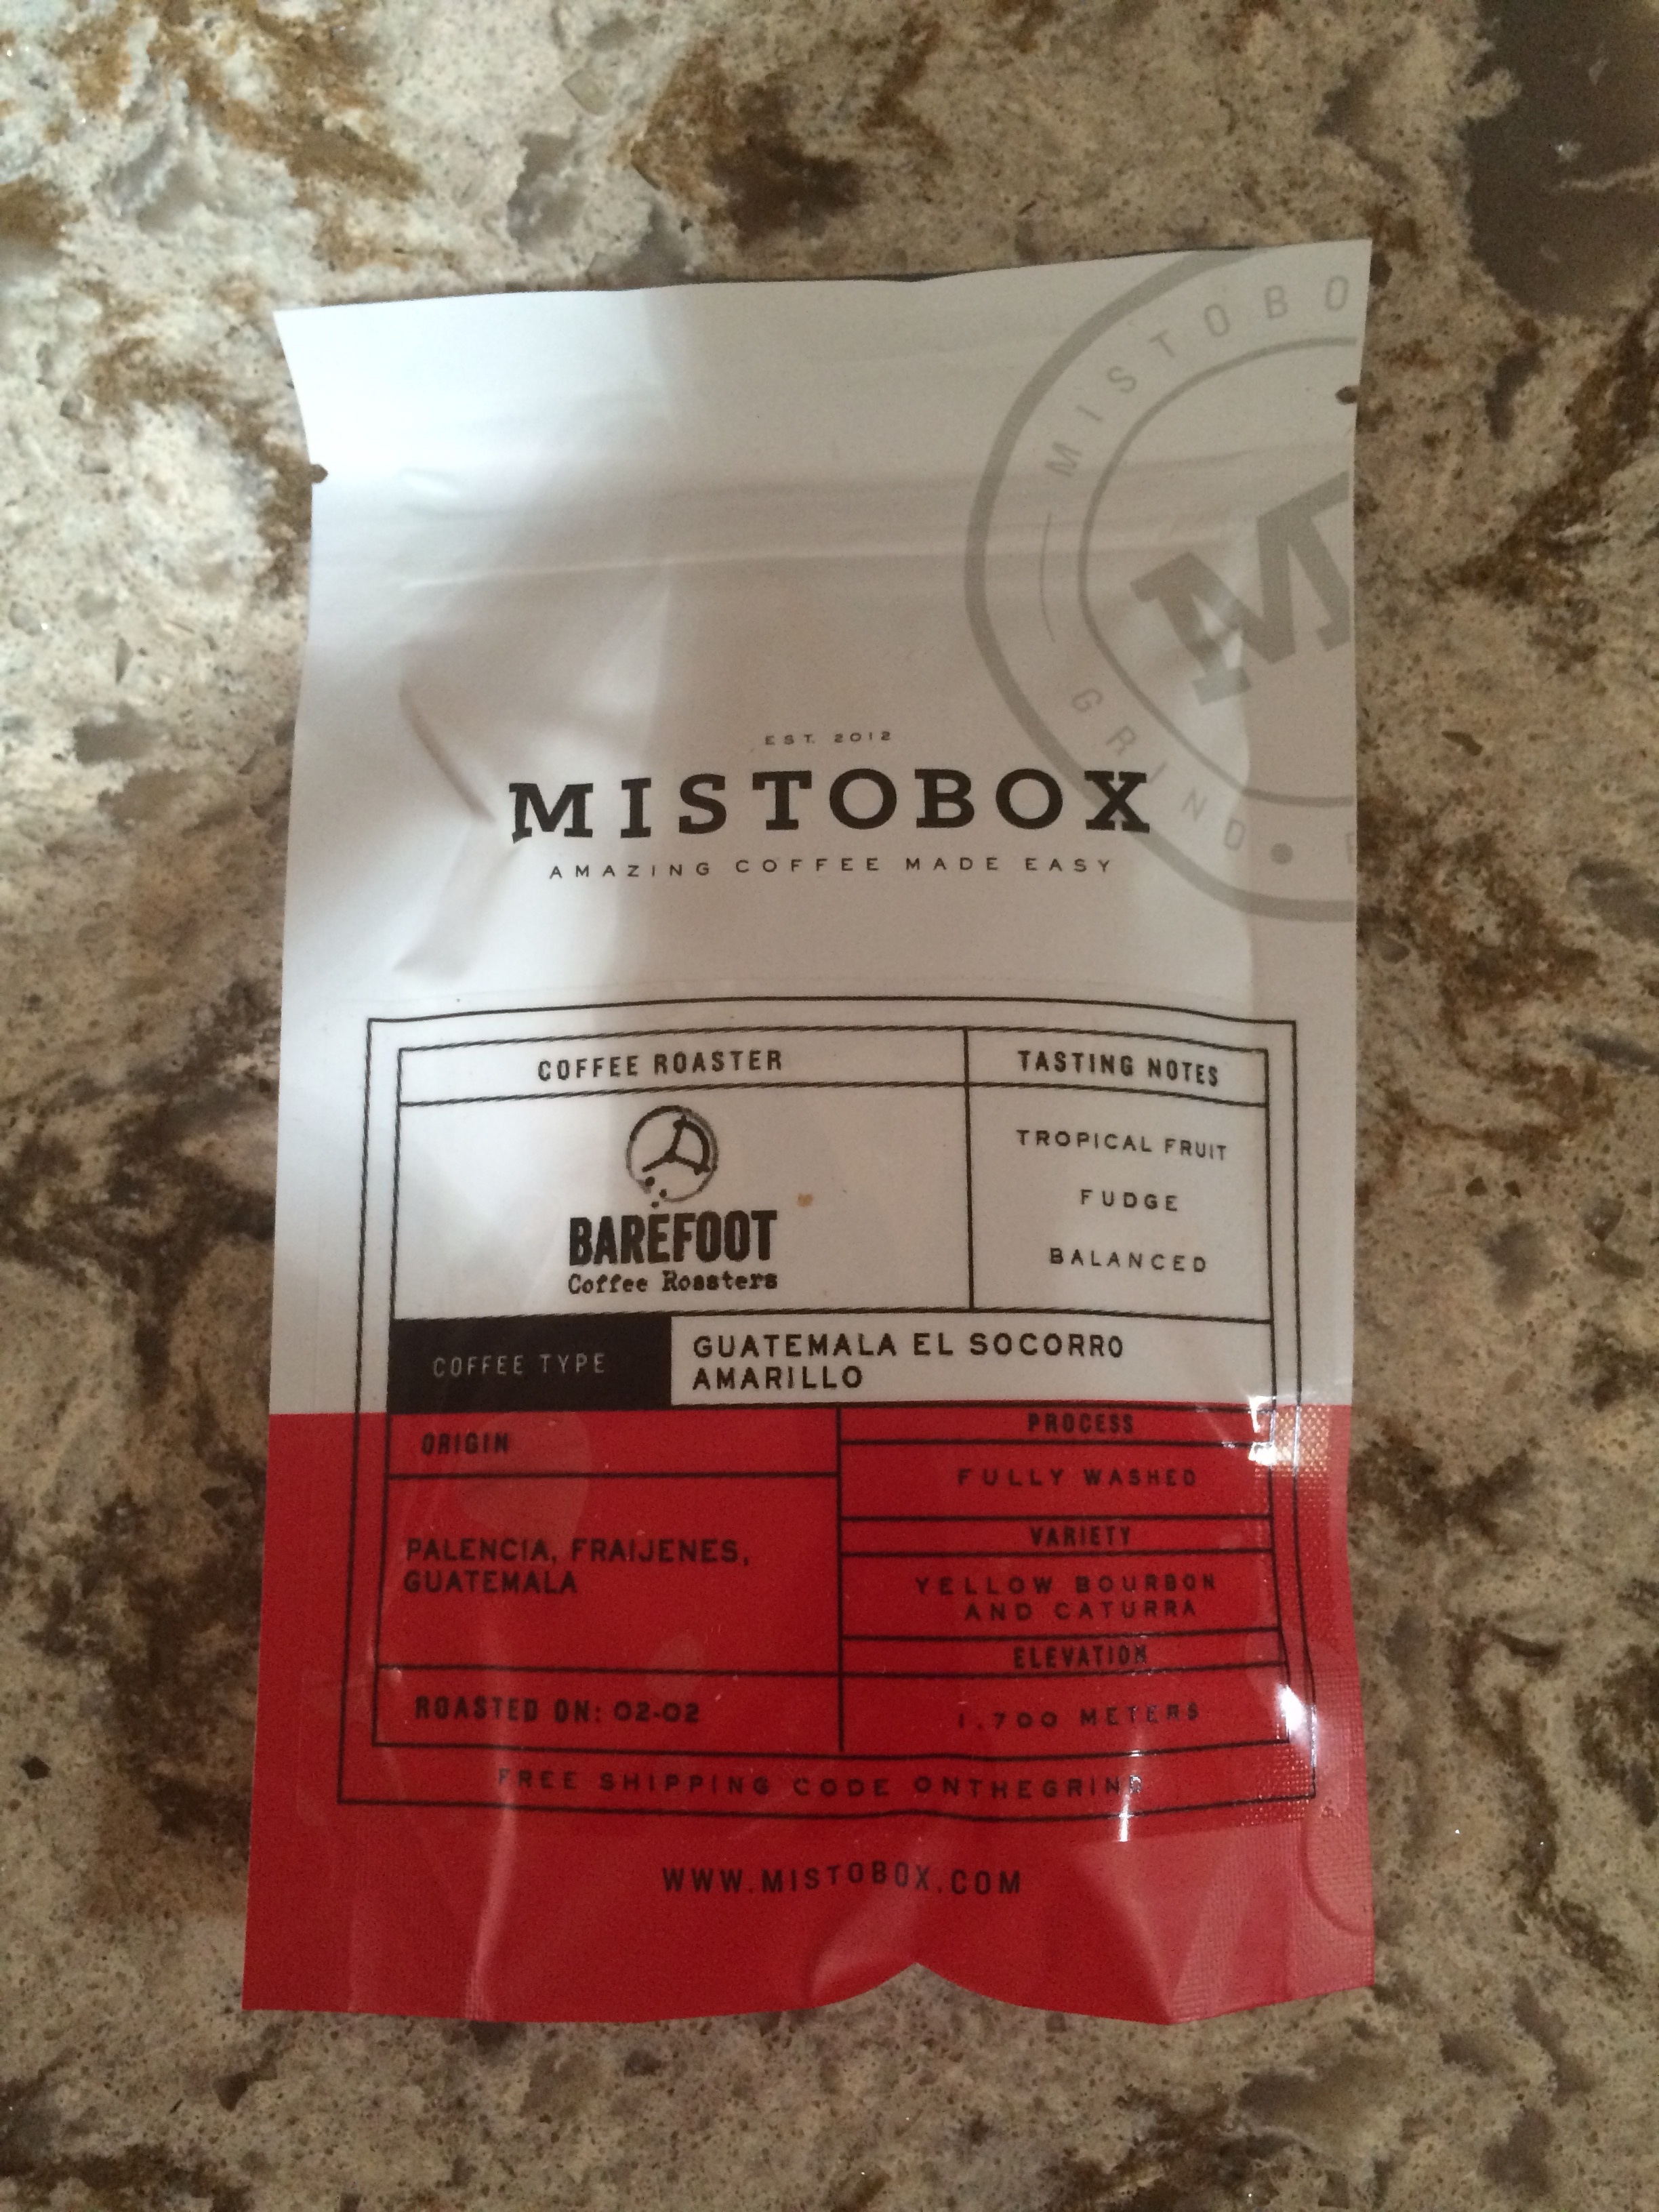 MISTOBO
M
GRIND
EST. 2012
MISTOBOX
AMAZING COFFEE MADE EASY
COFFEE ROASTER
TASTING NOTES
BAREFOOT
Coffee Roasters
TROPICAL FRUIT
FUDGE
BALANCED
COFFEE TYPE
GUATEMALA EL SOCORRO
AMARILLO
ORIGIN
PALENCIA, FRAIJENES,
GUATEMALA
ROASTED ON: 02-02
PROCESS
FULLY WASHED
VARIETY
YELLOW BOURBON
AND CATURRA
ELEVATION
1,700 METERS
FREE SHIPPING CODE ONTHEGRIND
WWW.MISTOBOX.COM